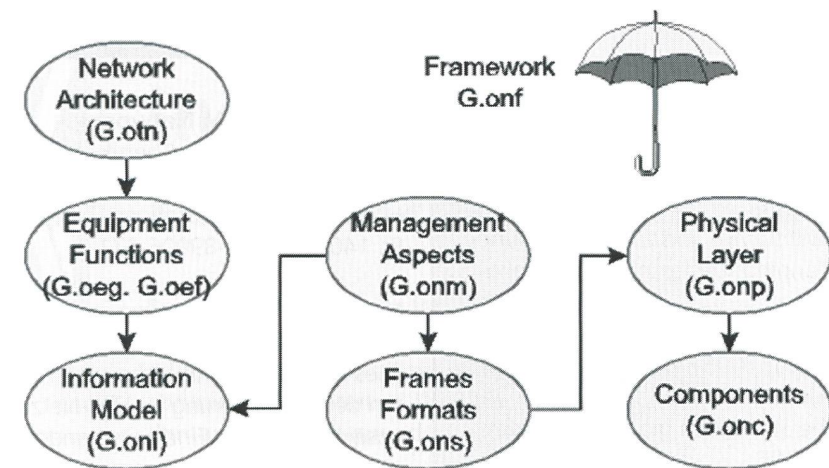 Network
Architecture
(G.otn)
Framework
G.onf
Equipment
Functions
(G.oeg. G.oef)
Management
Aspects
(G.onm)
Physical
Layer
(G.onp)
Information
Model
(G.oni)
Frames
Formats
(G.ons)
Components
(G.onc)